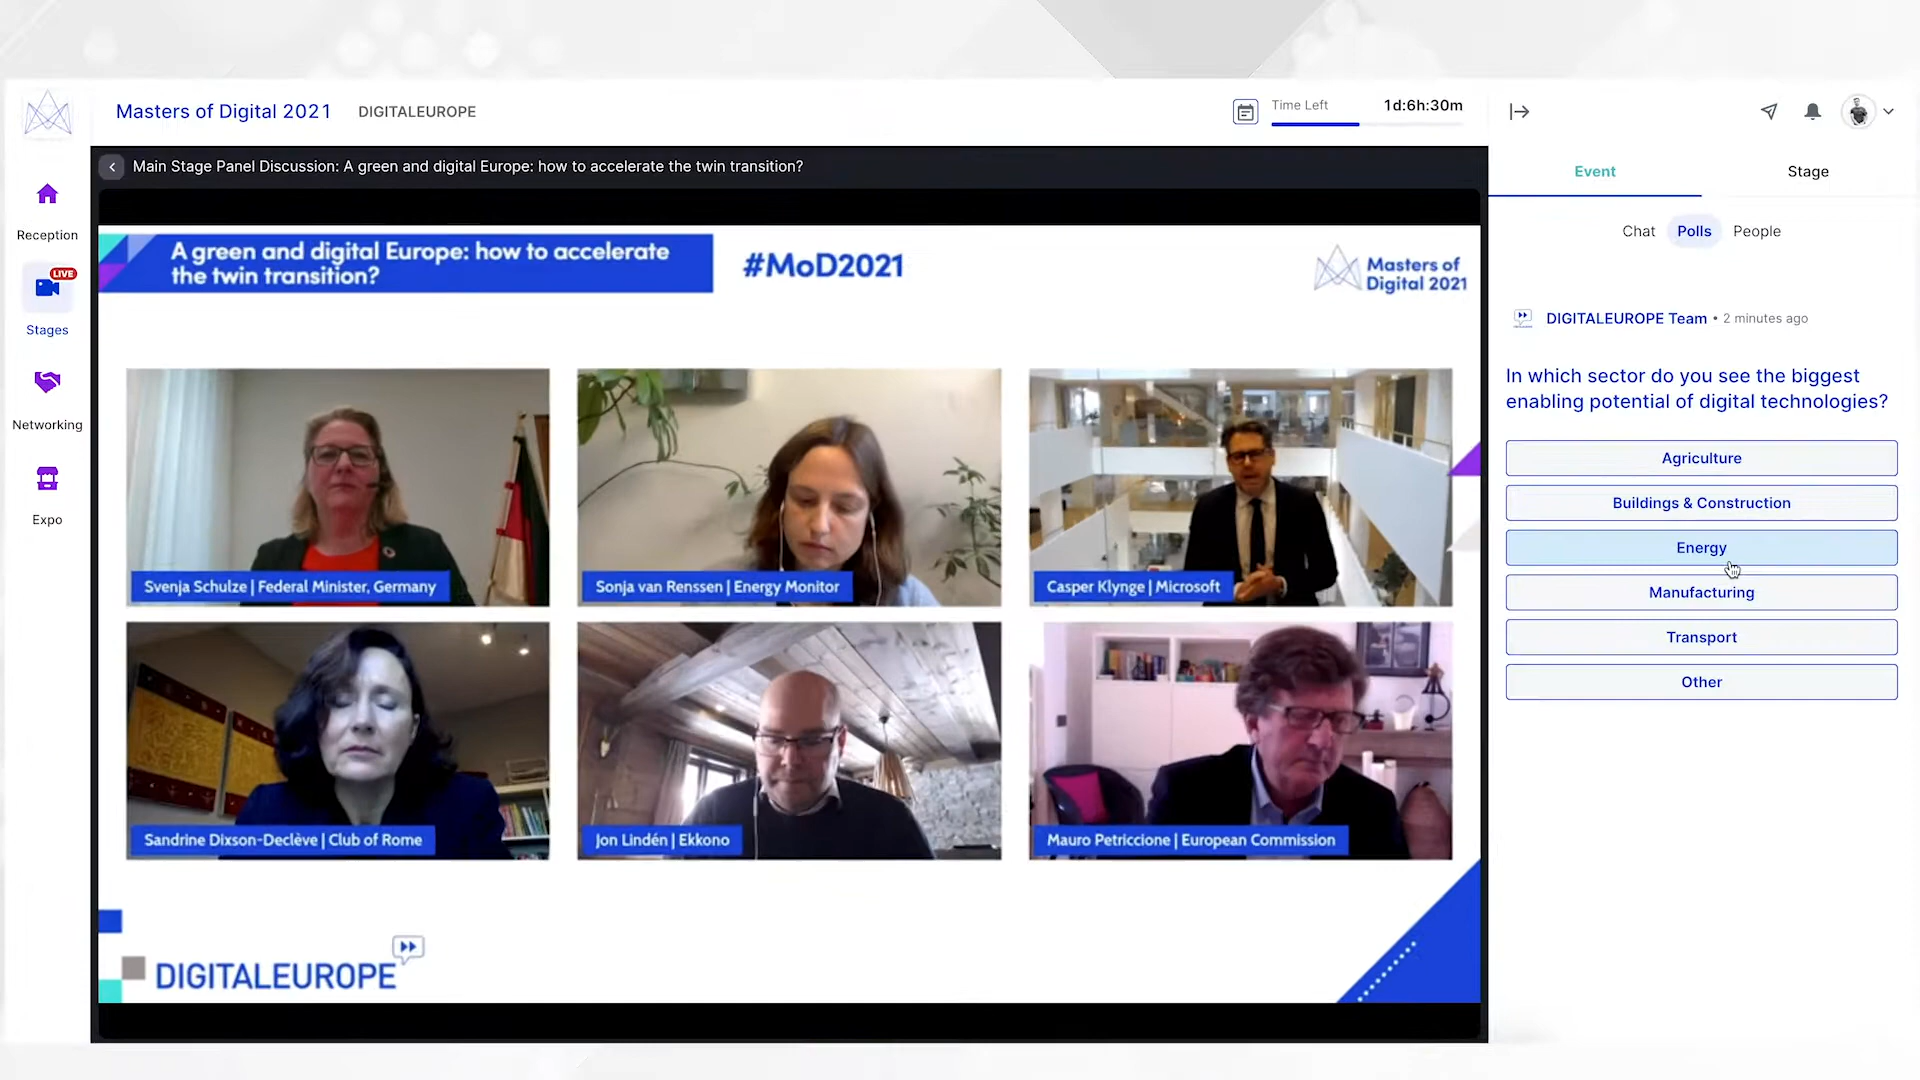 Masters of Digital 2021
DIGITALEUROPE
Time Left
1d:6h:30m
Reception
LIVE
Stages
Networking
Expo
Main Stage Panel Discussion: A green and digital Europe: how to accelerate the twin transition?
A green and digital Europe: how to accelerate
the twin transition?
#MoD2021
Masters of
Digital 2021
Svenja Schulze | Federal Minister, Germany
Sonja van Renssen | Energy Monitor
Casper Klynge | Microsoft
Sandrine Dixson-Declève | Club of Rome
Jon Lindén | Ekkono
Mauro Petriccione | European Commission
DIGITALEUROPE
Event
Stage
Chat
Polls
People
DIGITALEUROPE Team • 2 minutes ago
In which sector do you see the biggest
enabling potential of digital technologies?
Agriculture
Buildings & Construction
Energy
Manufacturing
Transport
Other